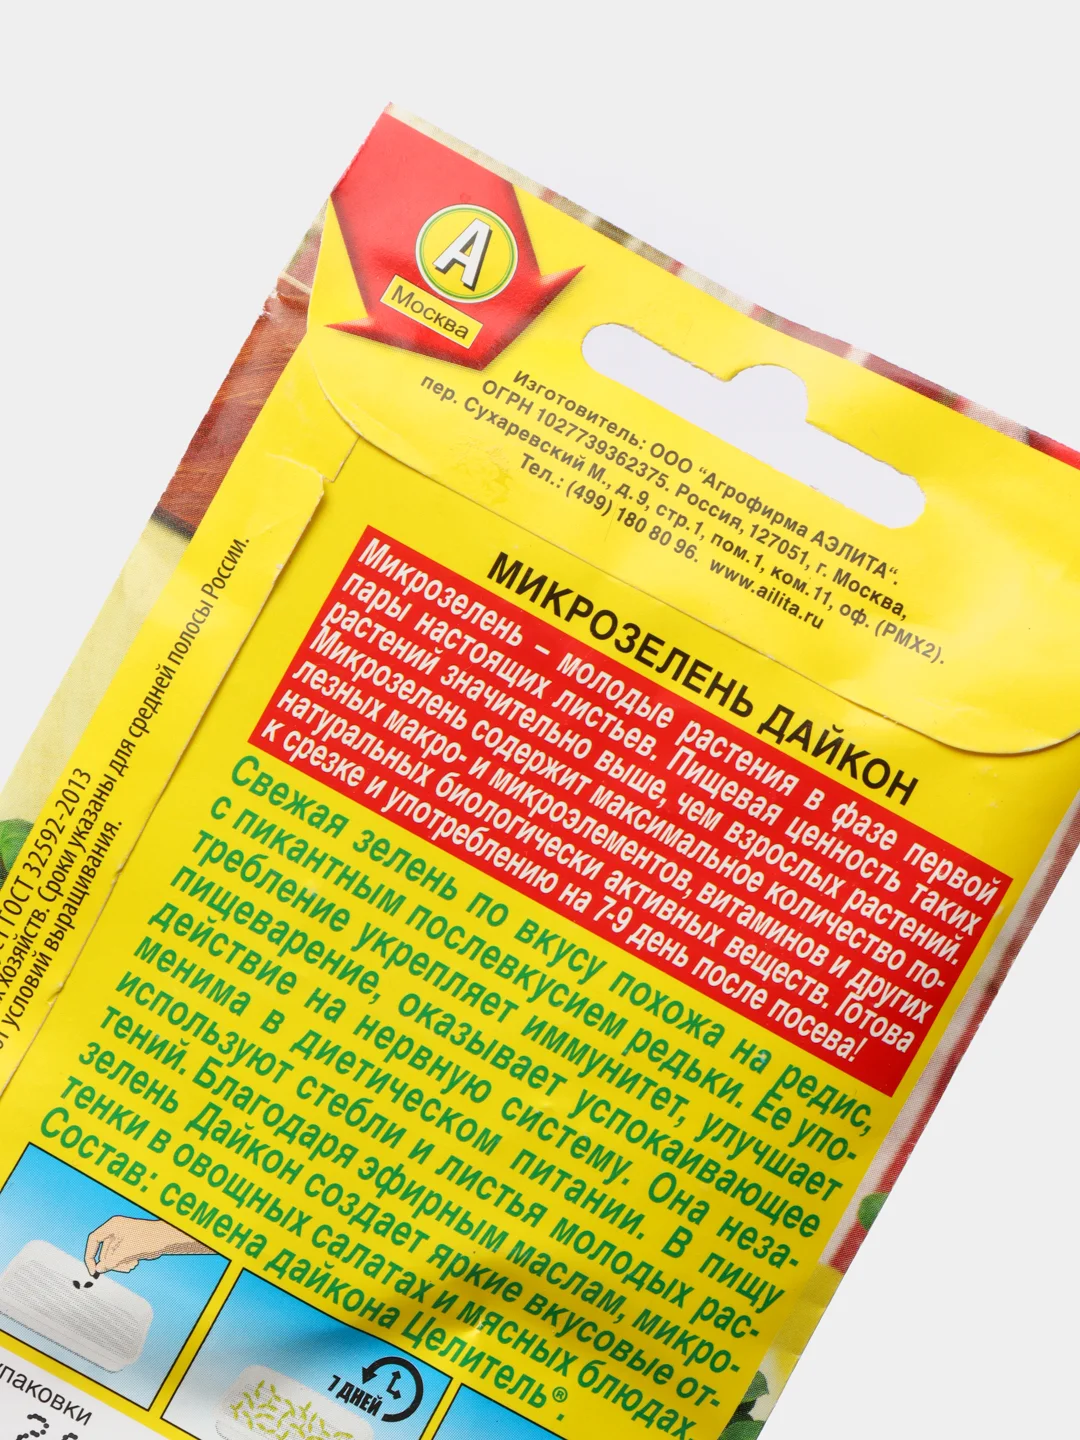 А
Москва
Изготовитель: ООО “Агрофирма АЭЛИТА“.
ОГРН 1027739362375. Россия, 127051, г. Москва,
пер. Сухаревский М., д. 9, стр.1, пом.1, ком.11, оф. (РМХ2).
Тел.: (499) 180 80 96. www.ailita.ru
МИКРОЗЕЛЕНЬ ДАЙКОН
Микрозелень – молодые растения в фазе первой
пары настоящих листьев. Пищевая ценность таких
растений значительно выше, чем взрослых растений.
Микрозелень содержит максимальное количество по-
лезных макро- и микроэлементов, витаминов и других
натуральных биологически активных веществ. Готова
к срезке и употреблению на 7-9 день после посева!
Свежая зелень по вкусу похожа на редис,
с пикантным послевкусием редьки. Ее упо-
требление укрепляет иммунитет, улучшает
пищеварение, оказывает успокаивающее
действие на нервную систему. Она неза-
менима в диетическом питании. В пищу
используют стебли и листья молодых рас-
тений. Благодаря эфирным маслам, микро-
зелень Дайкон создает яркие вкусовые от-
тенки в овощных салатах и мясных блюдах.
Состав: семена дайкона Целитель®.
ГОСТ 32592-2013
хозяйств. Сроки указаны для средней полосы России.
от условий выращивания.
7 ДНЕЙ
упаковки